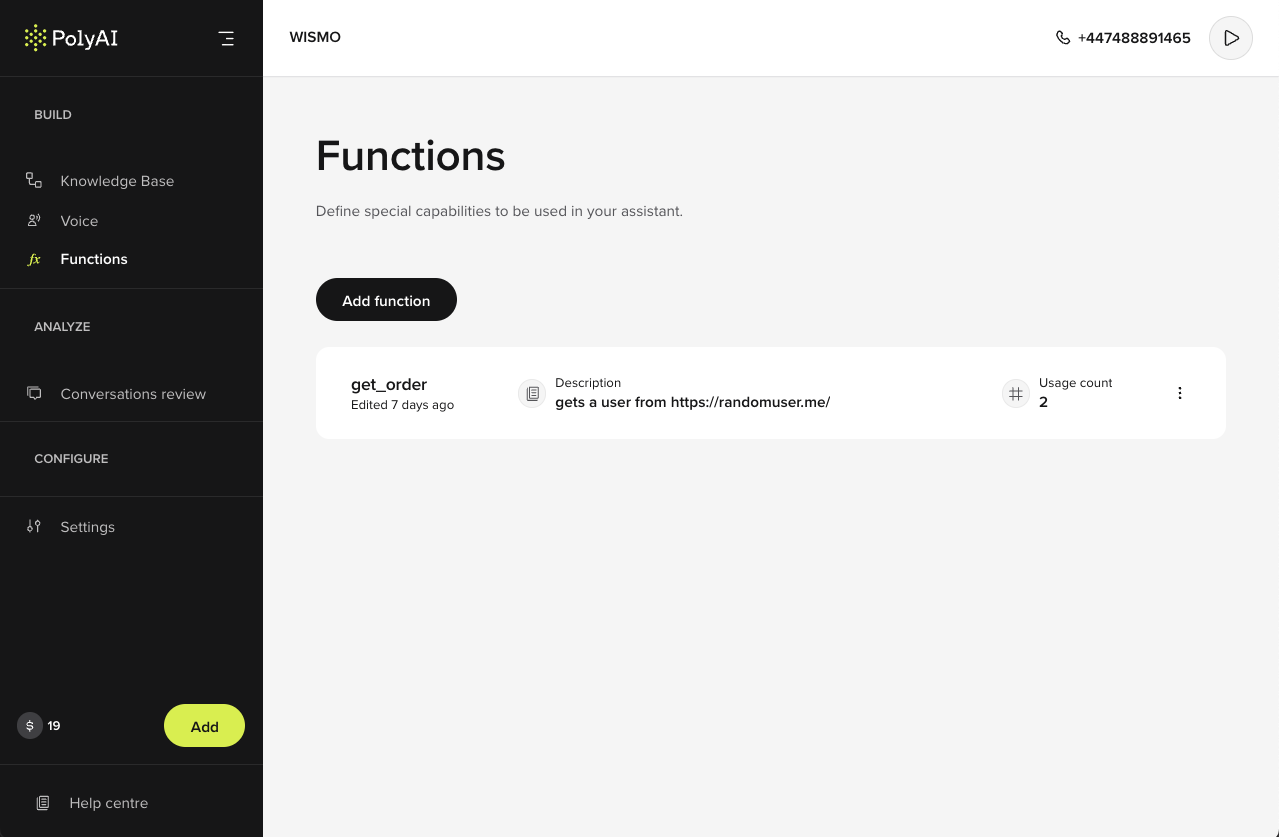 PolyAI
WISMO
+447488891465
BUILD
Knowledge Base
Voice
fx Functions
ANALYZE
Conversations review
CONFIGURE
Settings
$ 19
Add
Help centre
Functions
Define special capabilities to be used in your assistant.
Add function
get_order
Edited 7 days ago
Description
gets a user from https://randomuser.me/
Usage count
2